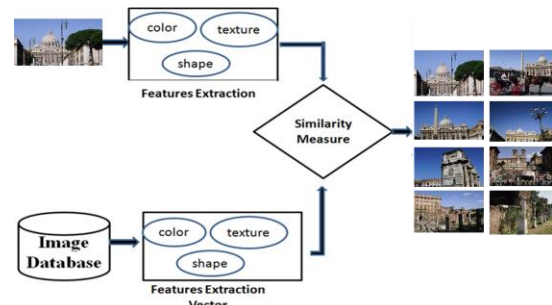 color
texture
shape
Features Extraction
Similarity
Measure
Image
Database
color
texture
shape
Features Extraction
Vector